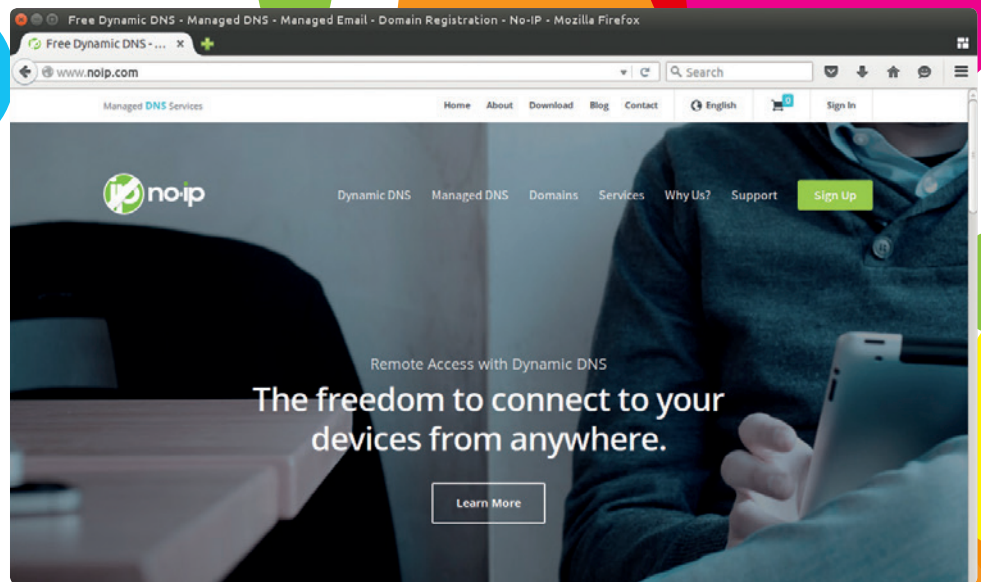 Free Dynamic DNS - Managed DNS - Managed Email - Domain Registration - No-IP - Mozilla Firefox
Free Dynamic DNS - ...
www.noip.com
Search
Managed DNS Services
Home About Download Blog Contact English 0 Sign In
no·ip
Dynamic DNS Managed DNS Domains Services Why Us? Support Sign Up
Remote Access with Dynamic DNS
The freedom to connect to your
devices from anywhere.
Learn More